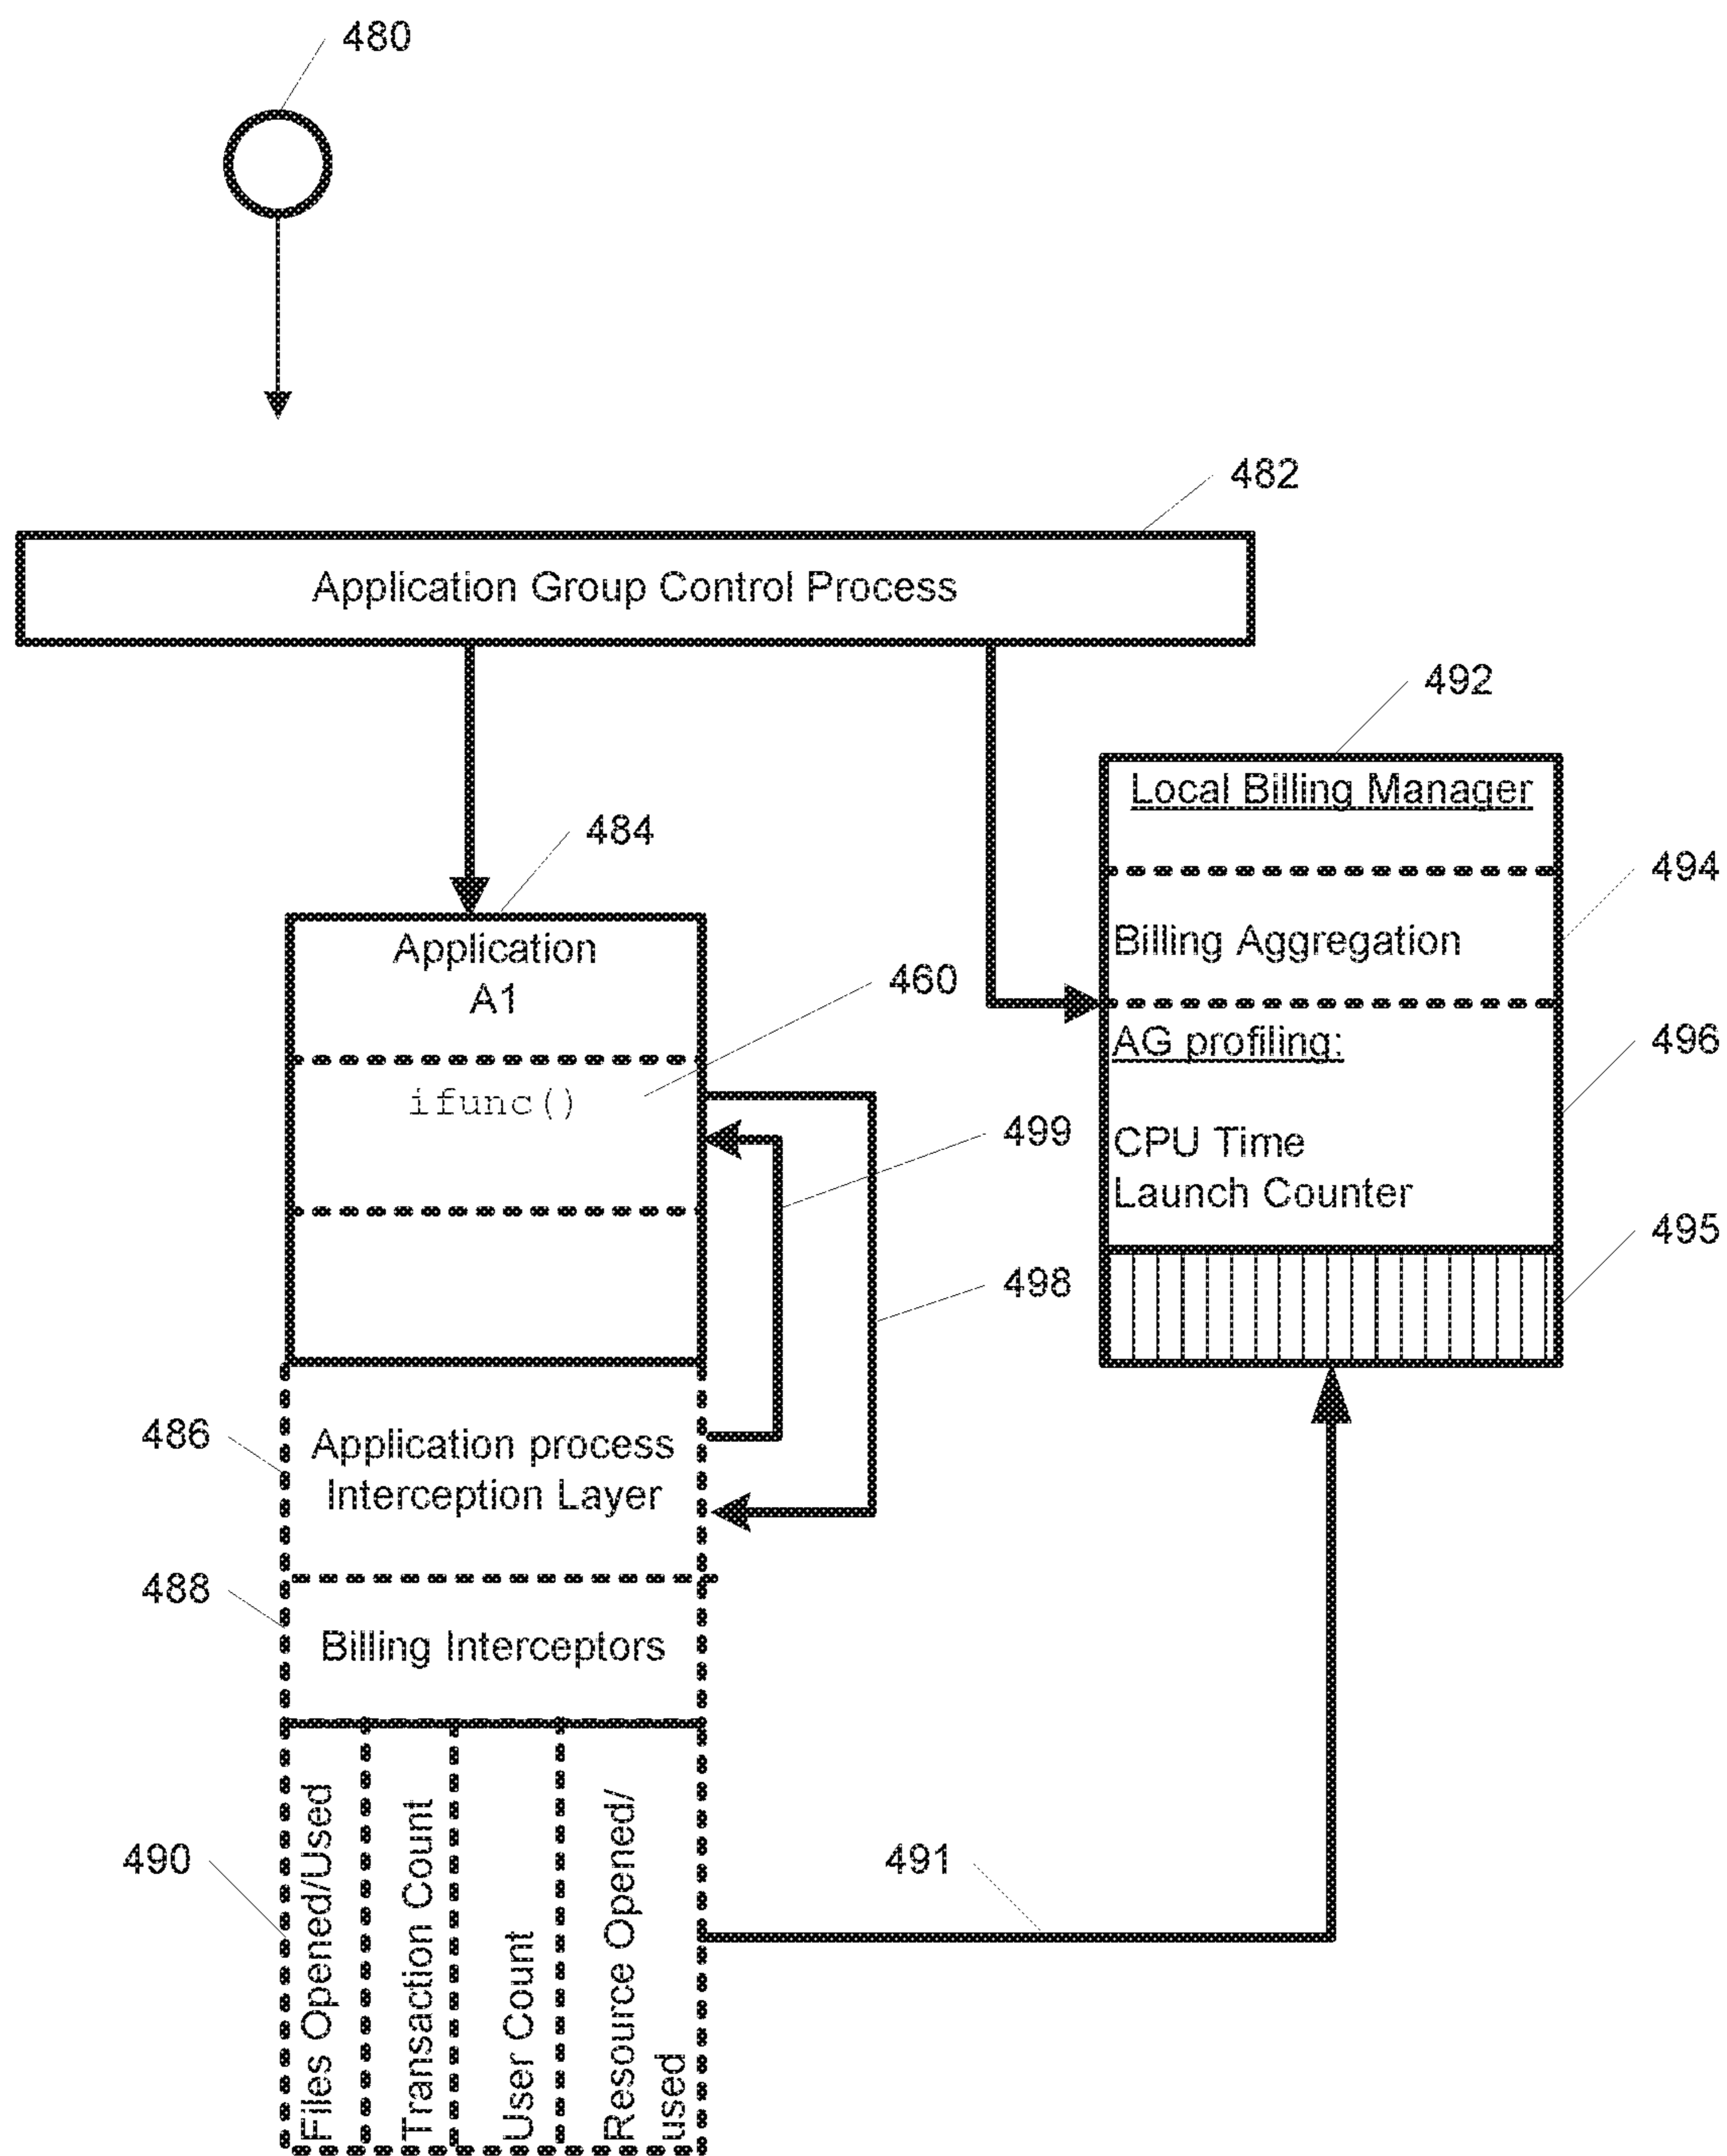 480
482
Application Group Control Process
492
Local Billing Manager
484
494
Application
A1
Billing Aggregation
460
496
AG profiling:
ifunc()
499
CPU Time
Launch Counter
495
498
486
Application process
Interception Layer
488
Billing Interceptors
490
Files Opened/Used
Transaction Count
User Count
Resource Opened/
used
491